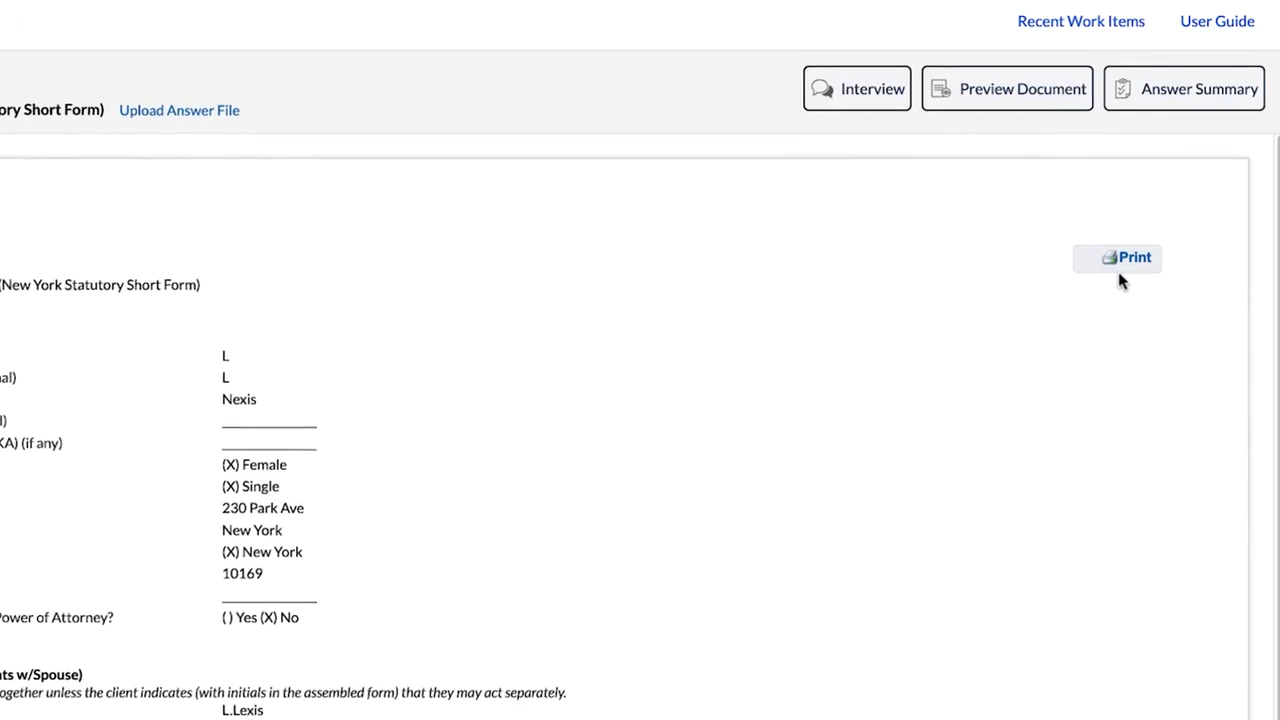 Recent Work Items User Guide
Interview Preview Document Answer Summary
ory Short Form) Upload Answer File
Print
(New York Statutory Short Form)
L
al) L
Nexis
l)
KA) (if any)
(X) Female
(X) Single
230 Park Ave
New York
(X) New York
10169
Power of Attorney? ( ) Yes (X) No
nts w/Spouse)
ogether unless the client indicates (with initials in the assembled form) that they may act separately.
L.Lexis